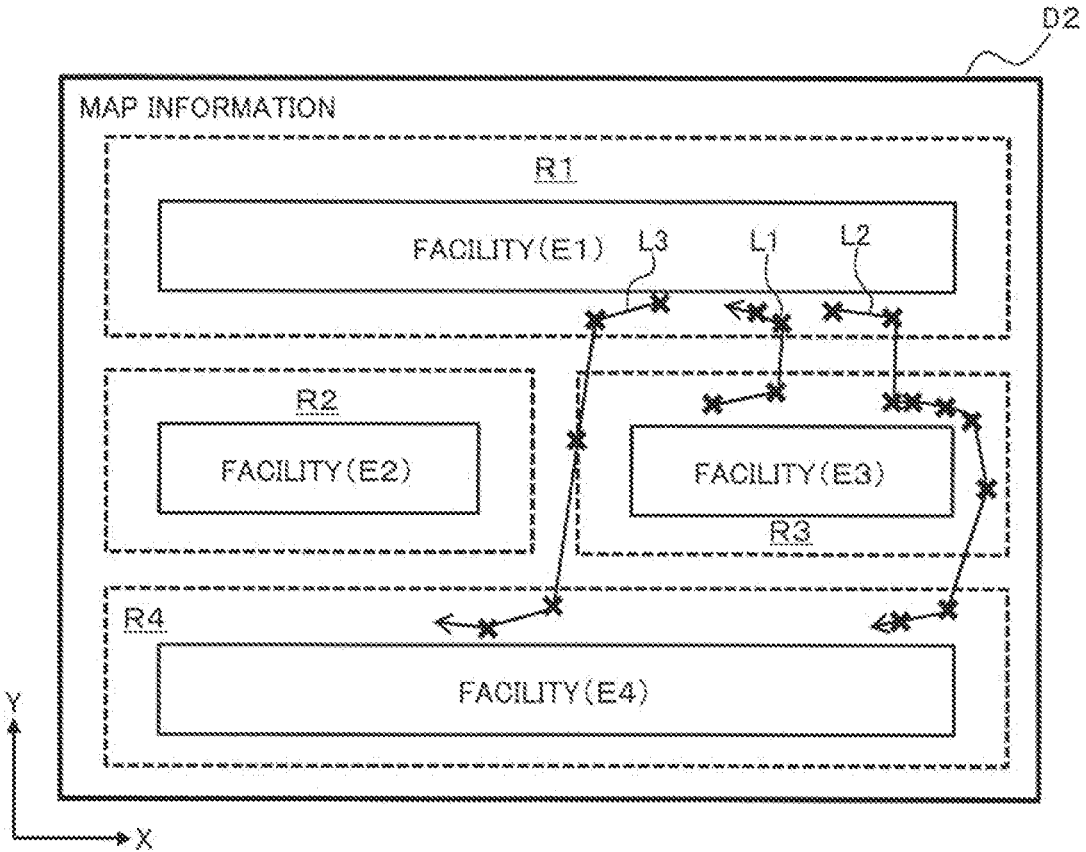 D2
MAP INFORMATION
R1
FACILITY(E1)
L3
L1
L2
R2
FACILITY(E2)
FACILITY(E3)
R3
R4
FACILITY(E4)
Y
X